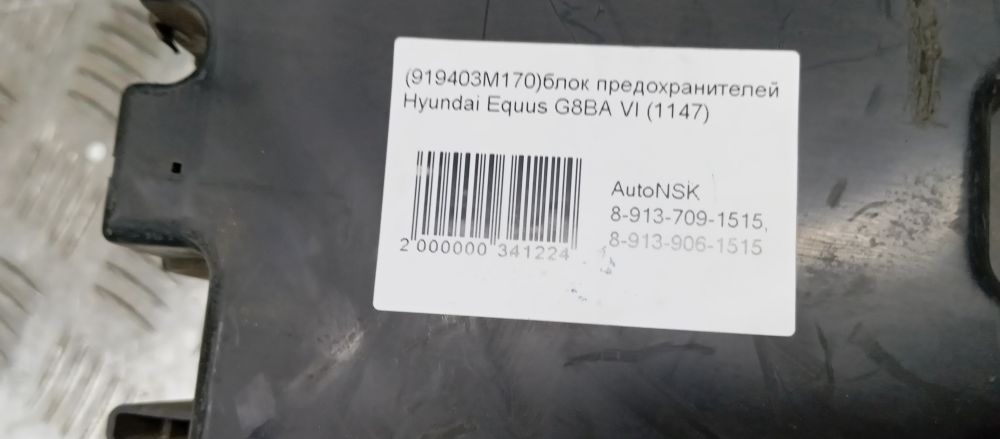 (919403M170)блок предохранителей
Hyundai Equus G8BA VI (1147)
AutoNSK
8-913-709-1515,
8-913-906-1515
2 000000 341224